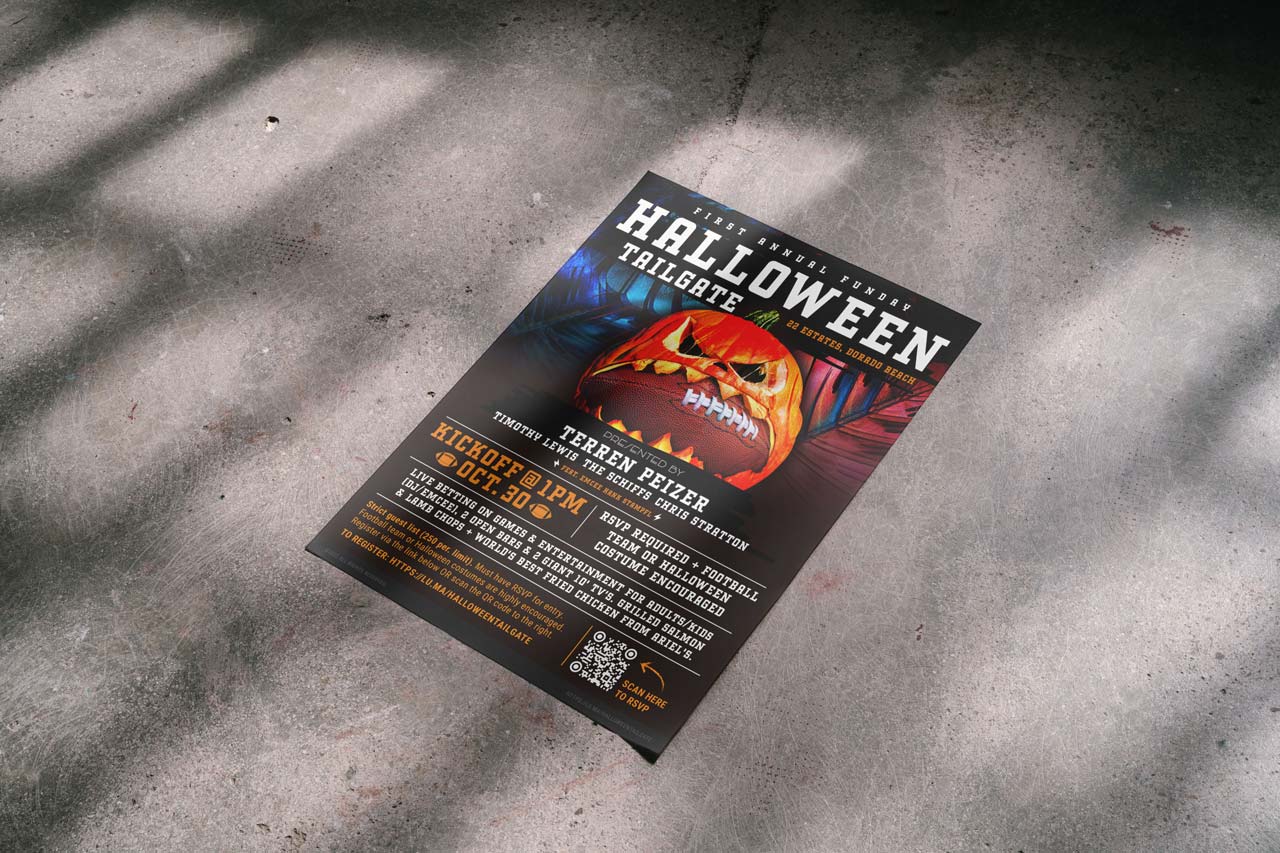 FIRST ANNUAL FUNDAY
HALLOWEEN
TAILGATE
22 ESTATES, DORADO BEACH
PRESENTED BY
TERREN PEIZER
TIMOTHY LEWIS THE SCHIFFS CHRIS STRATTON
FEAT. EMCEE HANK STAMPFL
KICKOFF @ 1PM
OCT. 30
RSVP REQUIRED + FOOTBALL
TEAM OR HALLOWEEN
COSTUME ENCOURAGED
LIVE BETTING ON GAMES & ENTERTAINMENT FOR ADULTS/KIDS
(DJ/EMCEE), 2 OPEN BARS & 2 GIANT 10' TV'S, GRILLED SALMON
& LAMB CHOPS + WORLD'S BEST FRIED CHICKEN FROM ARIEL'S.
Strict guest list (250 per. limit). Must have RSVP for entry.
Football team or Halloween costumes are highly encouraged.
Register via the link below OR scan the QR code to the right.
TO REGISTER: HTTPS://LU.MA/HALLOWEENTAILGATE
SCAN HERE
TO RSVP